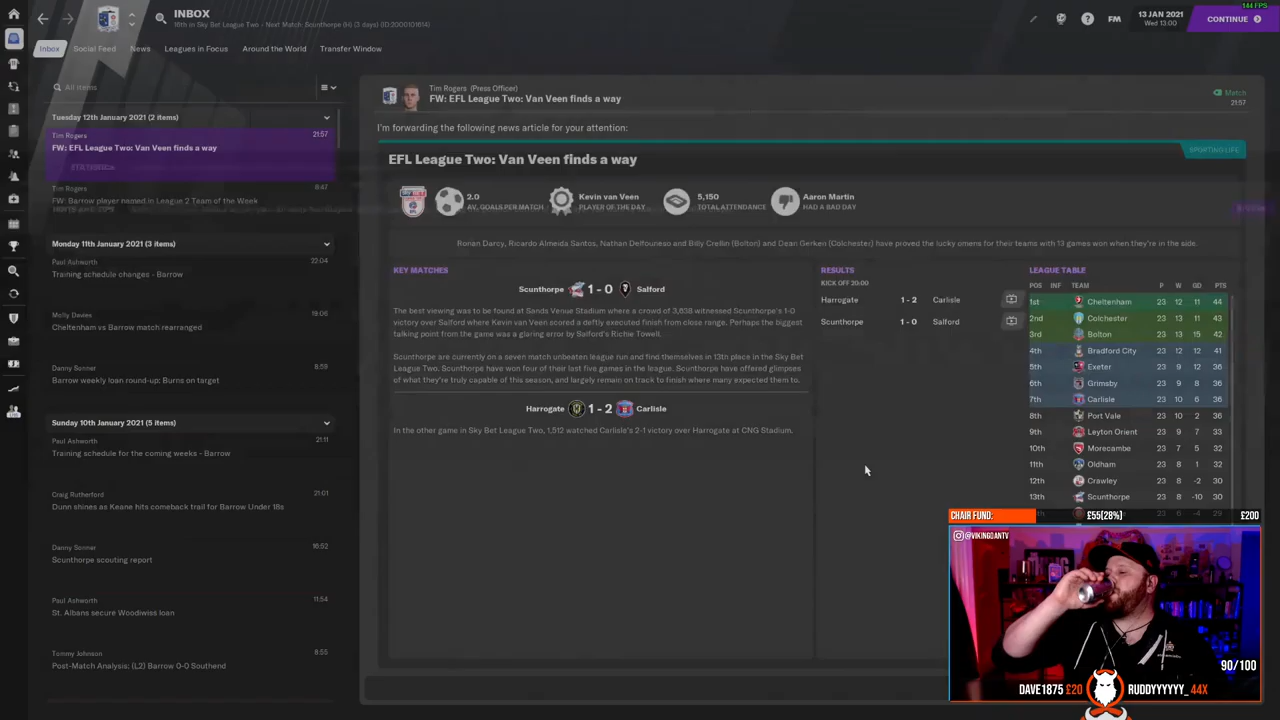 144 FPS
INBOX
16th in Sky Bet League Two - Next Match: Scunthorpe (H) (3 days) (ID:2000101614)
FM
13 JAN 2021
Wed 13:00
CONTINUE
Inbox
Social Feed
News
Leagues in Focus
Around the World
Transfer Window
All items
Tuesday 12th January 2021 (2 items)
Tim Rogers
21:57
FW: EFL League Two: Van Veen finds a way
Tim Rogers
8:47
FW: Barrow player named in League 2 Team of the Week
Monday 11th January 2021 (3 items)
Paul Ashworth
22:04
Training schedule changes - Barrow
Molly Davies
19:06
Cheltenham vs Barrow match rearranged
Danny Sonner
8:59
Barrow weekly loan round-up: Burns on target
Sunday 10th January 2021 (5 items)
Paul Ashworth
21:11
Training schedule for the coming weeks - Barrow
Craig Rutherford
21:01
Dunn shines as Keane hits comeback trail for Barrow Under 18s
Danny Sonner
16:52
Scunthorpe scouting report
Paul Ashworth
11:54
St. Albans secure Woodiwiss loan
Tommy Johnson
8:55
Post-Match Analysis: (L2) Barrow 0-0 Southend
Tim Rogers (Press Officer)
FW: EFL League Two: Van Veen finds a way
Match
21:57
I'm forwarding the following news article for your attention:
EFL League Two: Van Veen finds a way
SPORTING LIFE
2.0
AV. GOALS PER MATCH
Kevin van Veen
PLAYER OF THE DAY
5,150
TOTAL ATTENDANCE
Aaron Martin
HAD A BAD DAY
Ronan Darcy, Ricardo Almeida Santos, Nathan Delfouneso and Billy Crellin (Bolton) and Dean Gerken (Colchester) have proved the lucky omens for their teams with 13 games won when they're in the side.
KEY MATCHES
Scunthorpe 1 - 0 Salford
The best viewing was to be found at Sands Venue Stadium where a crowd of 3,638 witnessed Scunthorpe's 1-0
victory over Salford where Kevin van Veen scored a deftly executed finish from close range. Perhaps the biggest
talking point from the game was a glaring error by Salford's Richie Towell.
Scunthorpe are currently on a seven match unbeaten league run and find themselves in 13th place in the Sky Bet
League Two. Scunthorpe have won four of their last five games in the league. Scunthorpe have offered glimpses
of what they're truly capable of this season, and largely remain on track to finish where many expected them to.
Harrogate 1 - 2 Carlisle
In the other game in Sky Bet League Two, 1,512 watched Carlisle's 2-1 victory over Harrogate at CNG Stadium.
RESULTS
KICK OFF 20:00
Harrogate 1 - 2 Carlisle
Scunthorpe 1 - 0 Salford
LEAGUE TABLE
POS INF TEAM P W GD PTS
1st Cheltenham 23 12 11 44
2nd Colchester 23 13 11 43
3rd Bolton 23 13 15 42
4th Bradford City 23 12 12 41
5th Exeter 23 9 12 36
6th Grimsby 23 9 8 36
7th Carlisle 23 10 6 36
8th Port Vale 23 10 2 36
9th Leyton Orient 23 9 7 33
10th Morecambe 23 7 5 32
11th Oldham 23 8 1 32
12th Crawley 23 8 -2 30
13th Scunthorpe 23 8 -10 30
23 6 -4 29
CHAIR FUND:
£55(28%)
£200
@VIKINGDANTV
90/100
DAVE1875 £20
RUDDYYYYYY_ 44X